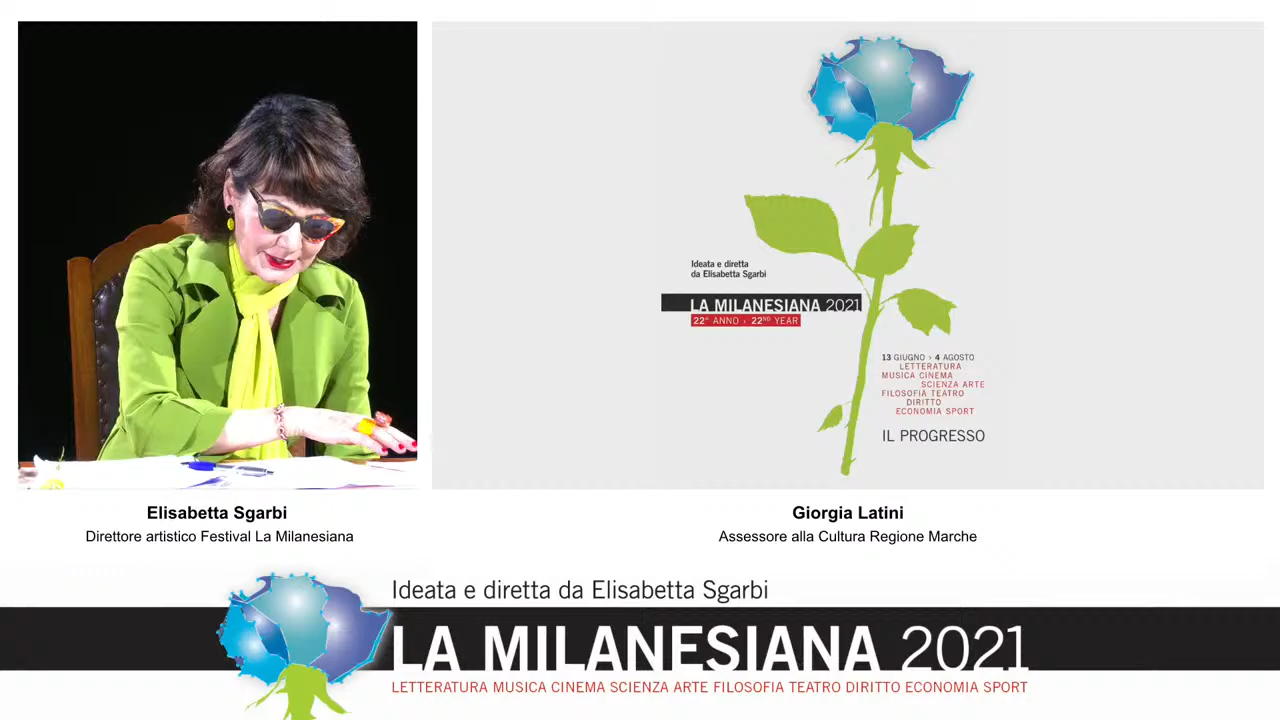 Ideata e diretta
da Elisabetta Sgarbi
LA MILANESIANA 2021
22° ANNO › 22ND YEAR
13 GIUGNO › 4 AGOSTO
LETTERATURA
MUSICA CINEMA
SCIENZA ARTE
FILOSOFIA TEATRO
DIRITTO
ECONOMIA SPORT
IL PROGRESSO
Elisabetta Sgarbi
Direttore artistico Festival La Milanesiana
Giorgia Latini
Assessore alla Cultura Regione Marche
Ideata e diretta da Elisabetta Sgarbi
LA MILANESIANA 2021
LETTERATURA MUSICA CINEMA SCIENZA ARTE FILOSOFIA TEATRO DIRITTO ECONOMIA SPORT